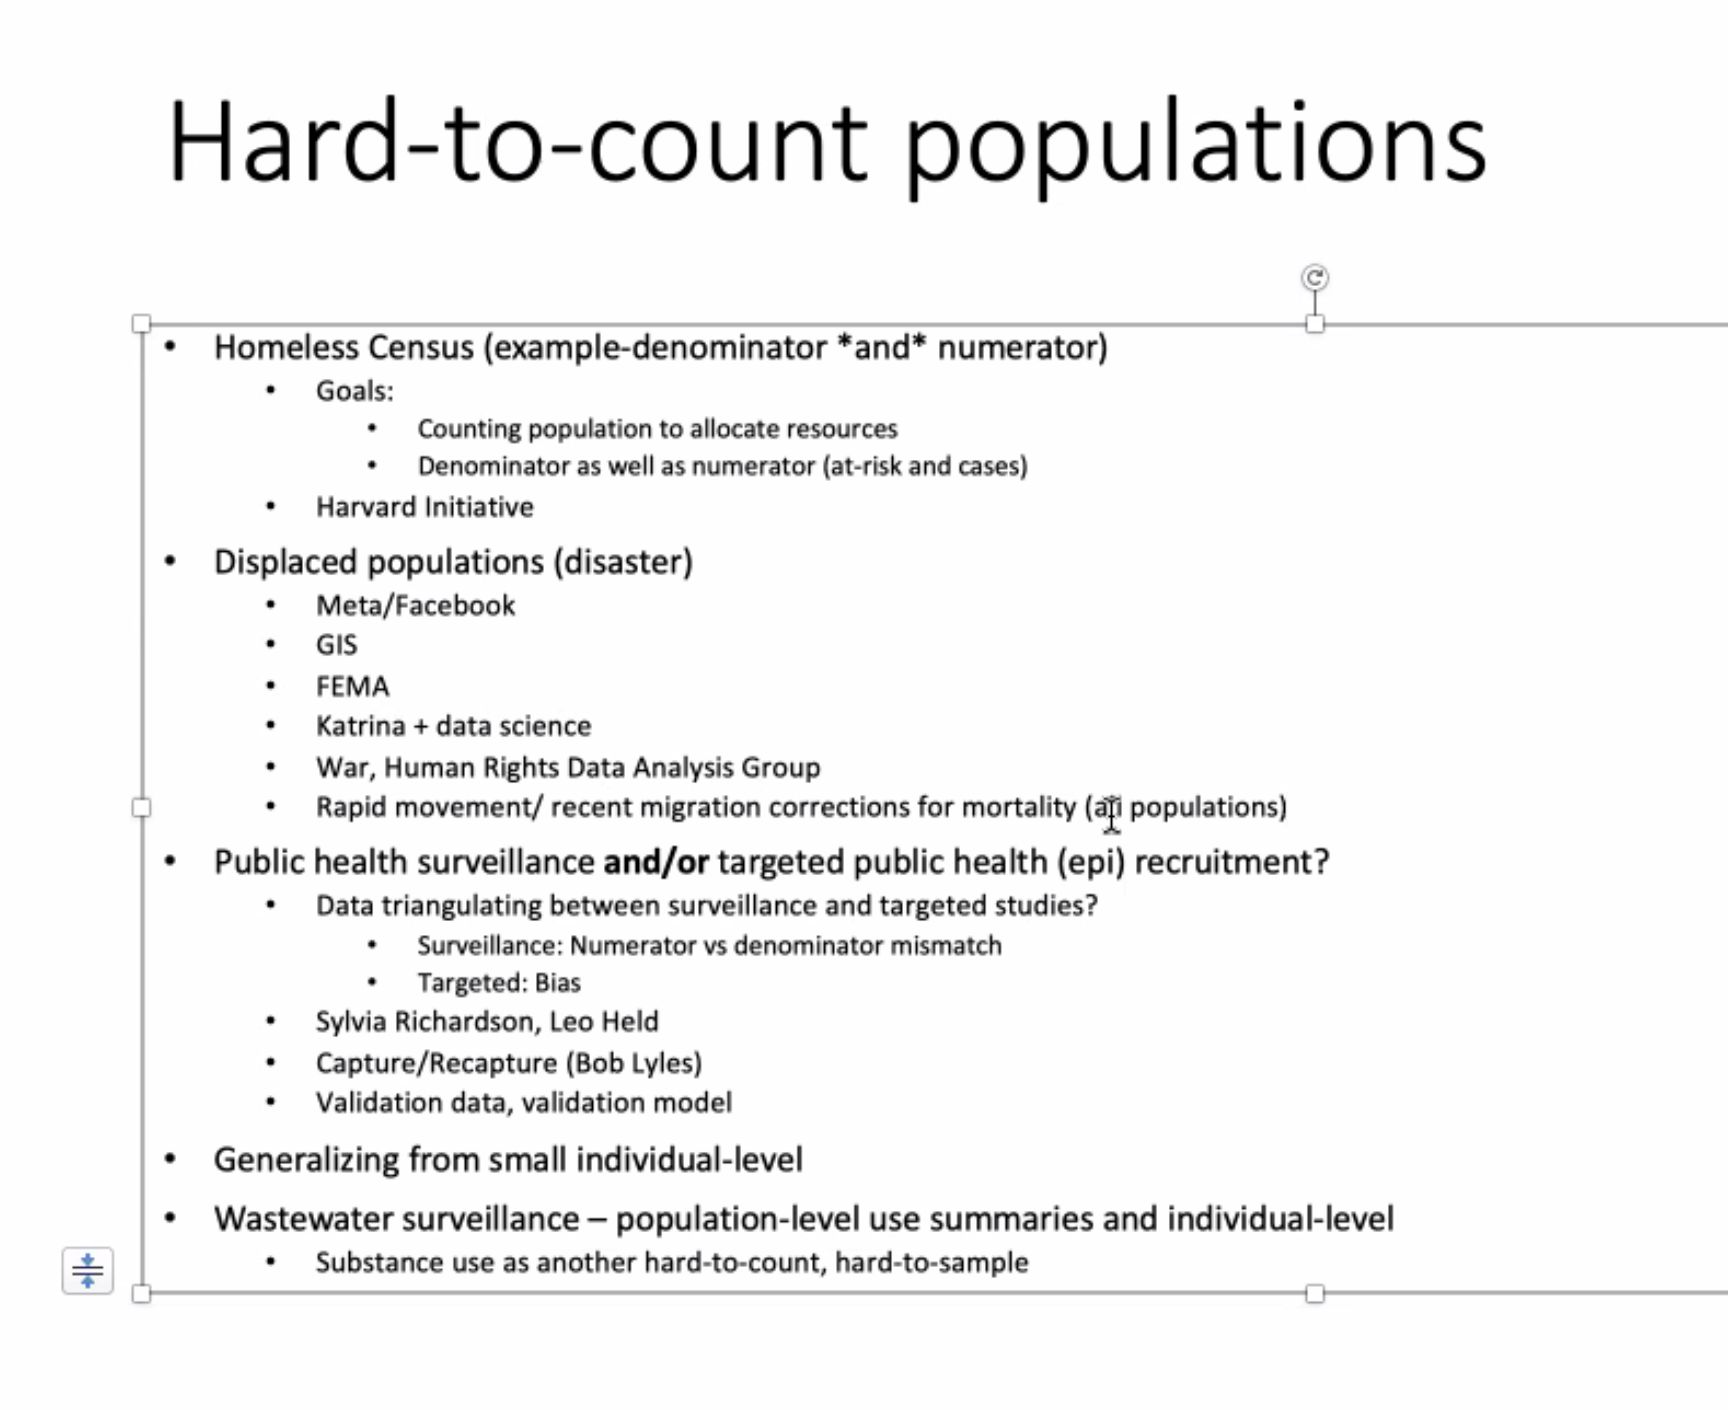 Hard-to-count populations
• Homeless Census (example-denominator *and* numerator)
• Goals:
• Counting population to allocate resources
• Denominator as well as numerator (at-risk and cases)
• Harvard Initiative
• Displaced populations (disaster)
• Meta/Facebook
• GIS
• FEMA
• Katrina + data science
• War, Human Rights Data Analysis Group
• Rapid movement/ recent migration corrections for mortality ( populations)
• Public health surveillance and/or targeted public health (epi) recruitment?
• Data triangulating between surveillance and targeted studies?
• Surveillance: Numerator vs denominator mismatch
• Targeted: Bias
• Sylvia Richardson, Leo Held
• Capture/Recapture (Bob Lyles)
• Validation data, validation model
• Generalizing from small individual-level
• Wastewater surveillance – population-level use summaries and individual-level
• Substance use as another hard-to-count, hard-to-sample